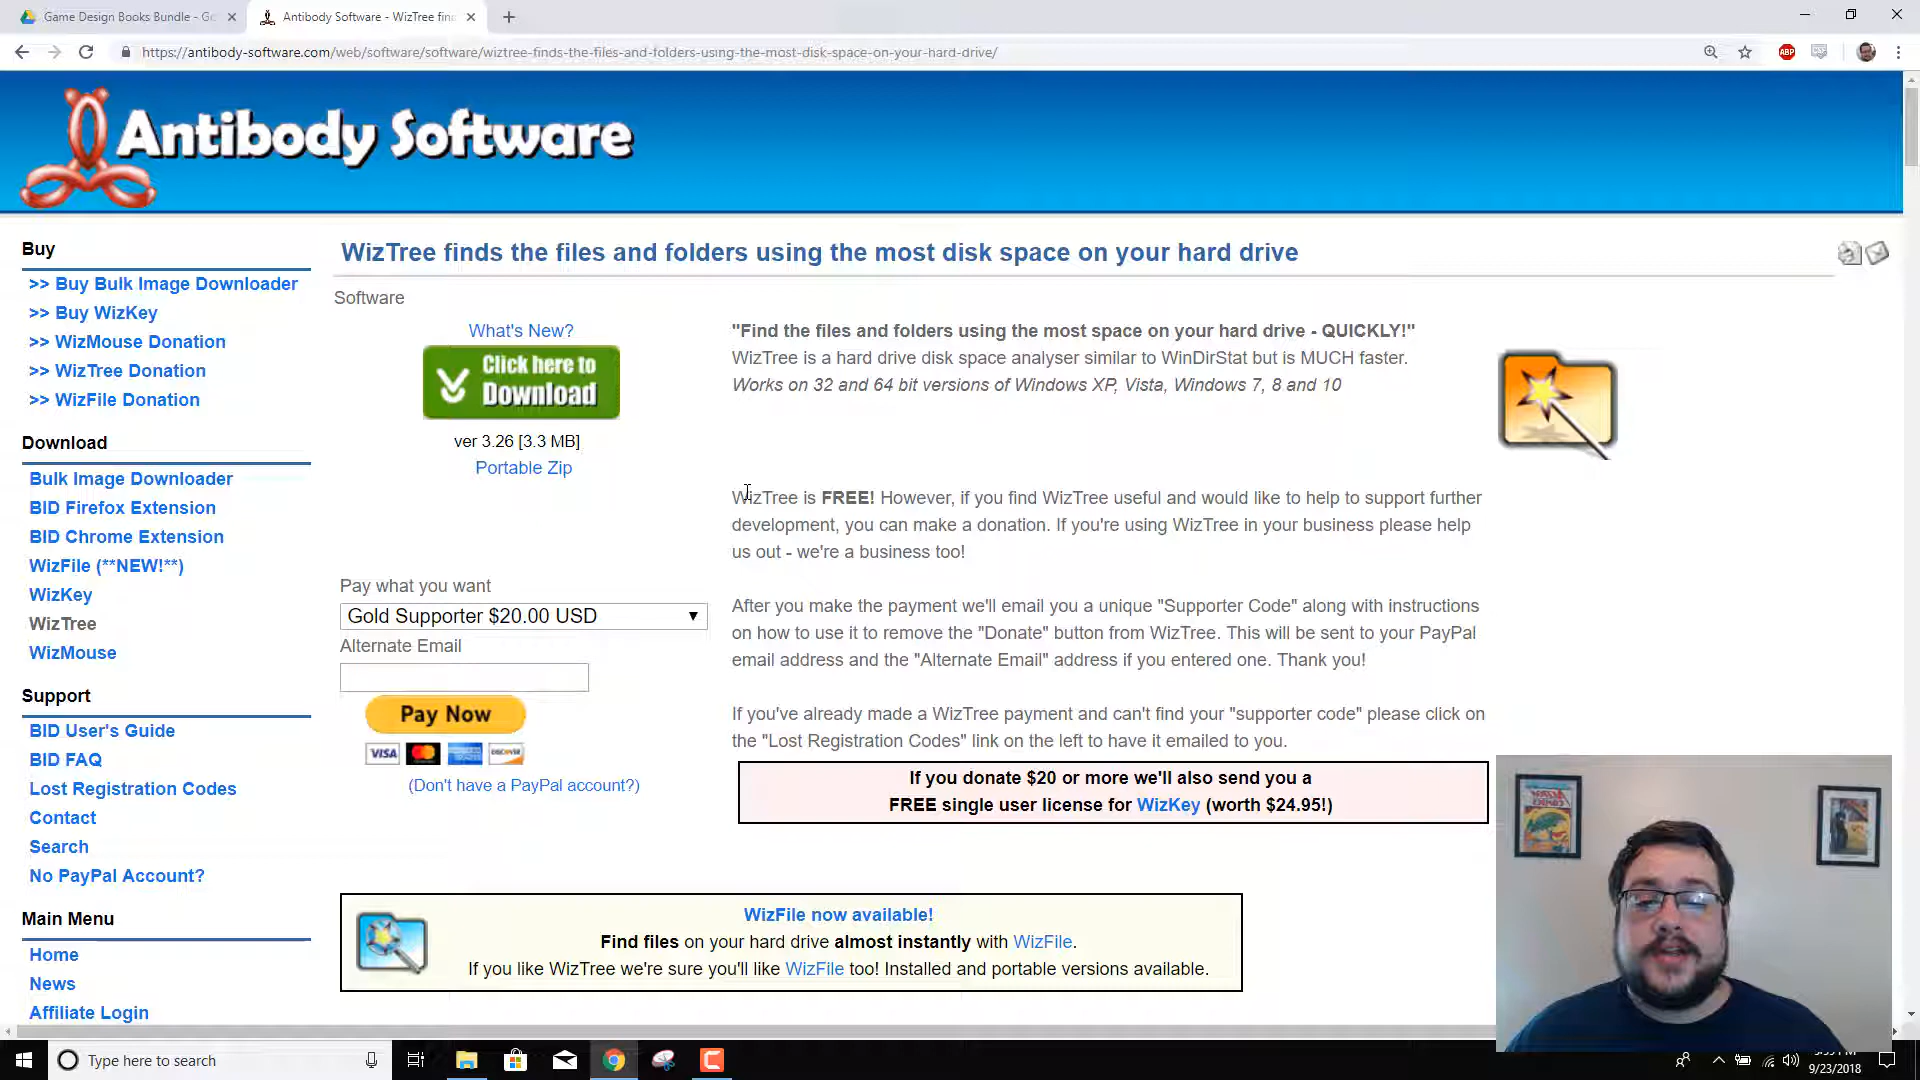 Game Design Books Bundle - Go
Antibody Software - WizTree find
https://antibody-software.com/web/software/software/wiztree-finds-the-files-and-folders-using-the-most-disk-space-on-your-hard-drive/
ABP
Antibody Software
Buy
>> Buy Bulk Image Downloader
>> Buy WizKey
>> WizMouse Donation
>> WizTree Donation
>> WizFile Donation
Download
Bulk Image Downloader
BID Firefox Extension
BID Chrome Extension
WizFile (**NEW!**)
WizKey
WizTree
WizMouse
Support
BID User's Guide
BID FAQ
Lost Registration Codes
Contact
Search
No PayPal Account?
Main Menu
Home
News
Affiliate Login
WizTree finds the files and folders using the most disk space on your hard drive
Software
What's New?
Click here to
Download
ver 3.26 [3.3 MB]
Portable Zip
Pay what you want
Gold Supporter $20.00 USD
Alternate Email
Pay Now
VISA
DISCOVER
(Don't have a PayPal account?)
"Find the files and folders using the most space on your hard drive - QUICKLY!"
WizTree is a hard drive disk space analyser similar to WinDirStat but is MUCH faster.
Works on 32 and 64 bit versions of Windows XP, Vista, Windows 7, 8 and 10
WizTree is FREE! However, if you find WizTree useful and would like to help to support further
development, you can make a donation. If you're using WizTree in your business please help
us out - we're a business too!
After you make the payment we'll email you a unique "Supporter Code" along with instructions
on how to use it to remove the "Donate" button from WizTree. This will be sent to your PayPal
email address and the "Alternate Email" address if you entered one. Thank you!
If you've already made a WizTree payment and can't find your "supporter code" please click on
the "Lost Registration Codes" link on the left to have it emailed to you.
If you donate $20 or more we'll also send you a
FREE single user license for WizKey (worth $24.95!)
WizFile now available!
Find files on your hard drive almost instantly with WizFile.
If you like WizTree we're sure you'll like WizFile too! Installed and portable versions available.
Type here to search
9/23/2018